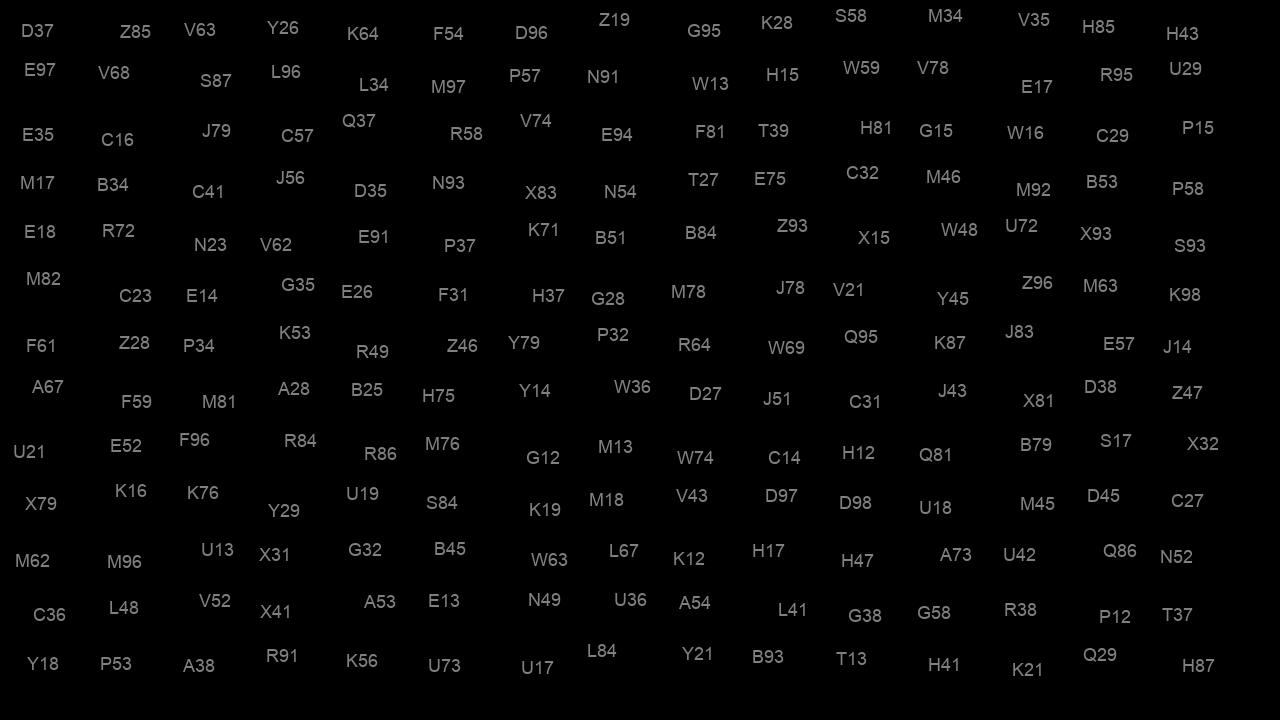 D37 Z85 V63 Y26 K64 F54 D96 Z19 G95 K28 S58 M34 V35 H85 H43
E97 V68 S87 L96 L34 M97 P57 N91 W13 H15 W59 V78 E17 R95 U29
E35 C16 J79 C57 Q37 R58 V74 E94 F81 T39 H81 G15 W16 C29 P15
M17 B34 C41 J56 D35 N93 X83 N54 T27 E75 C32 M46 M92 B53 P58
E18 R72 N23 V62 E91 P37 K71 B51 B84 Z93 X15 W48 U72 X93 S93
M82 C23 E14 G35 E26 F31 H37 G28 M78 J78 V21 Y45 Z96 M63 K98
F61 Z28 P34 K53 R49 Z46 Y79 P32 R64 W69 Q95 K87 J83 E57 J14
A67 F59 M81 A28 B25 H75 Y14 W36 D27 J51 C31 J43 X81 D38 Z47
U21 E52 F96 R84 R86 M76 G12 M13 W74 C14 H12 Q81 B79 S17 X32
X79 K16 K76 Y29 U19 S84 K19 M18 V43 D97 D98 U18 M45 D45 C27
M62 M96 U13 X31 G32 B45 W63 L67 K12 H17 H47 A73 U42 Q86 N52
C36 L48 V52 X41 A53 E13 N49 U36 A54 L41 G38 G58 R38 P12 T37
Y18 P53 A38 R91 K56 U73 U17 L84 Y21 B93 T13 H41 K21 Q29 H87